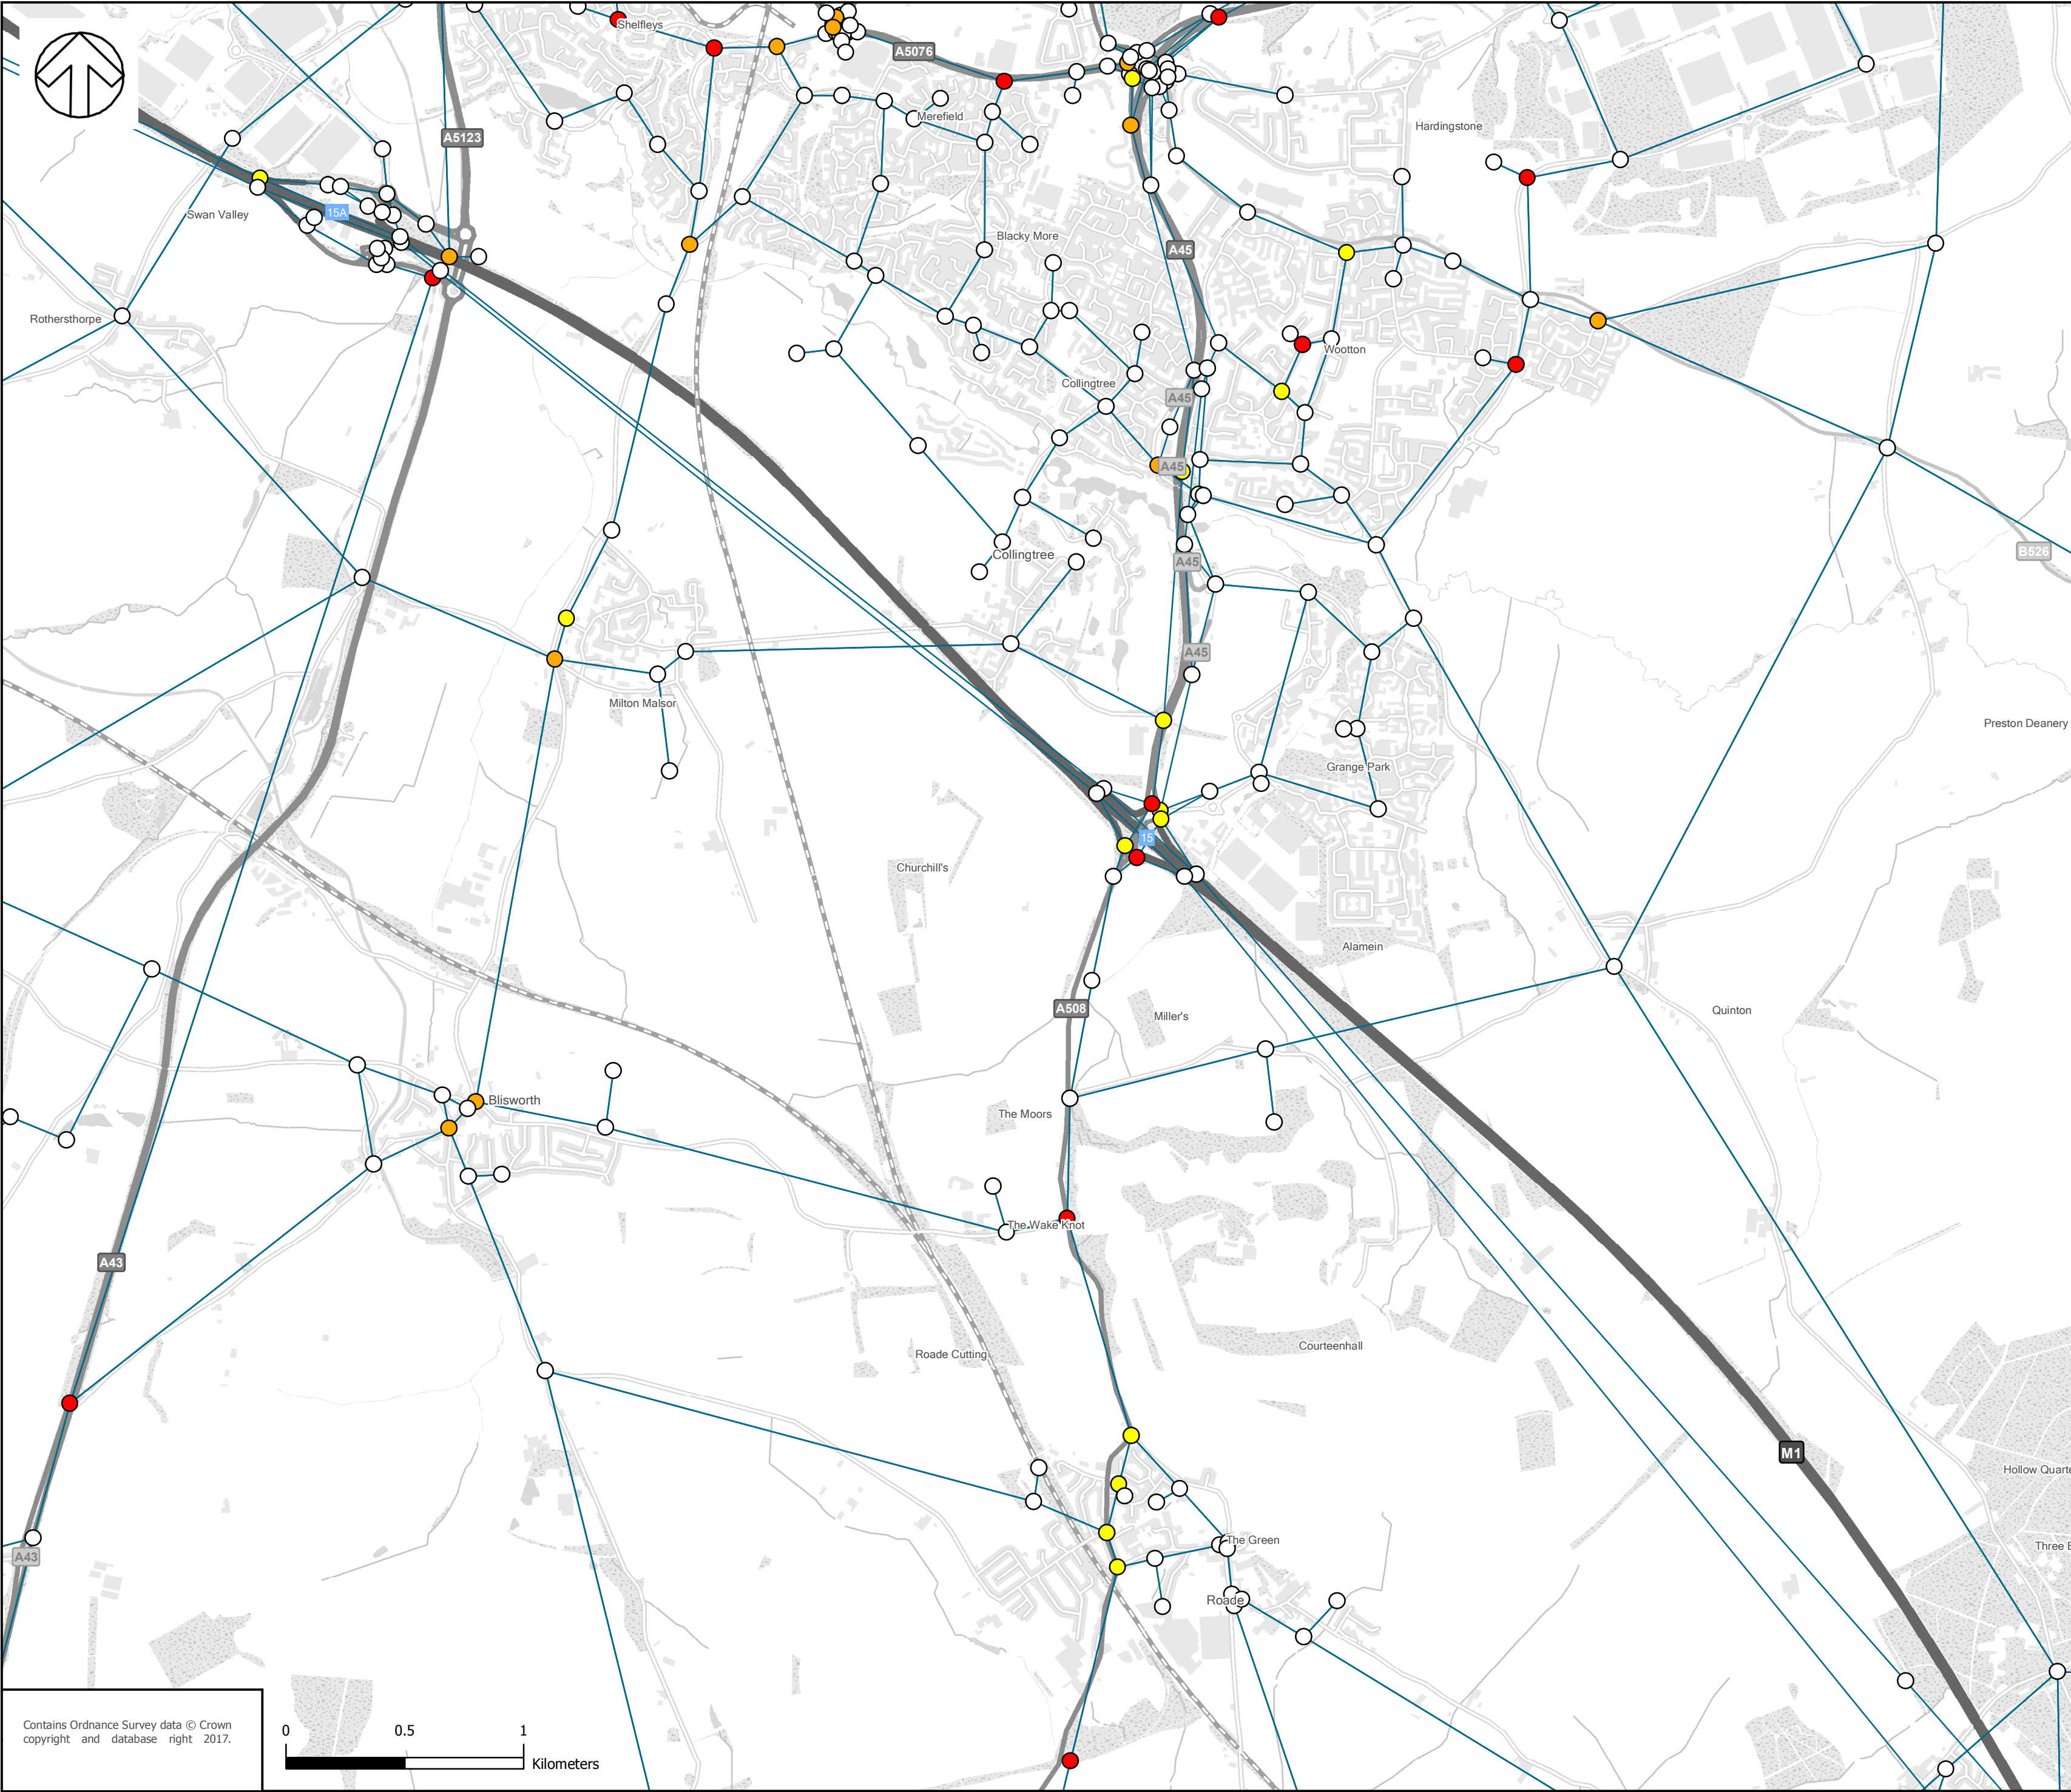 Shelfleys
A5076
A5123
Merefield
Hardingstone
15A
Swan Valley
Blacky More
A45
Rothersthorpe
Wootton
Collingtree
A45
A45
B526
Collingtree
A45
A45
Milton Malsor
Preston Deanery
Grange Park
15
Churchill's
Alamein
A508
Miller's
Quinton
Blisworth
The Moors
The Wake Knot
A43
Courteenhall
Roade Cutting
M1
Hollow Quarte
The Green
Three E
A43
Roade
Contains Ordnance Survey data © Crown
copyright and database right 2017.
0 0.5 1
Kilometers